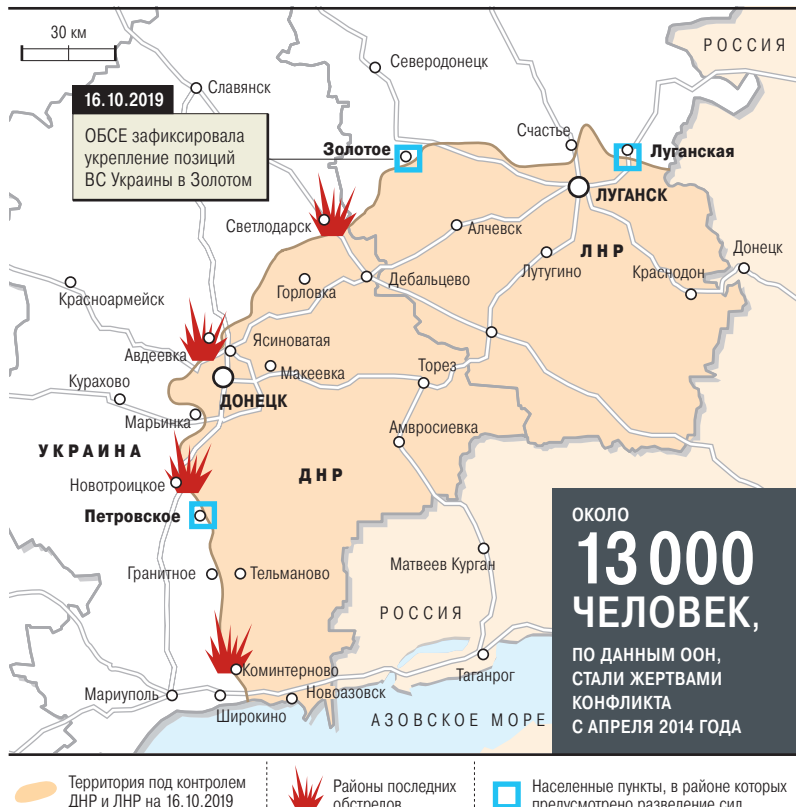 30 км
РОССИЯ
Северодонецк
Славянск
16.10.2019
ОБСЕ зафиксировала
укрепление позиций
ВС Украины в Золотом
Счастье
Золотое
Луганская
ЛУГАНСК
Светлодарск
Алчевск
ЛНР
Донецк
Дебальцево
Лутугино
Краснодон
Горловка
Красноармейск
Ясиноватая
Авдеевка
Макеевка
Торез
Курахово
ДОНЕЦК
Марьинка
Амвросиевка
УКРАИНА
ДНР
Новотроицкое
Петровское
ОКОЛО
13 000
ЧЕЛОВЕК,
ПО ДАННЫМ ООН,
СТАЛИ ЖЕРТВАМИ
КОНФЛИКТА
С АПРЕЛЯ 2014 ГОДА
Матвеев Курган
Гранитное
Тельманово
РОССИЯ
Коминтерново
Таганрог
Мариуполь
Новоазовск
Широкино
АЗОВСКОЕ МОРЕ
Территория под контролем
ДНР и ЛНР на 16.10.2019
Районы последних
обстрелов
Населенные пункты, в районе которых
предусмотрено разведение сил